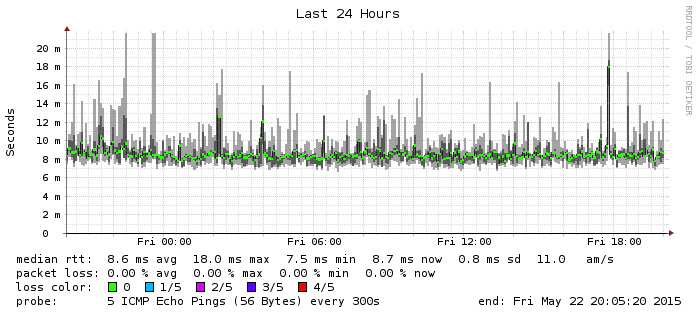 Last 24 Hours
RRDTOOL / TOBI OETIKER
Seconds
20 m
18 m
16 m
14 m
12 m
10 m
8 m
6 m
4 m
2 m
0
Fri 00:00 Fri 06:00 Fri 12:00 Fri 18:00
median rtt: 8.6 ms avg 18.0 ms max 7.5 ms min 8.7 ms now 0.8 ms sd 11.0 am/s
packet loss: 0.00 % avg 0.00 % max 0.00 % min 0.00 % now
loss color: 0 1/5 2/5 3/5 4/5
probe: 5 ICMP Echo Pings (56 Bytes) every 300s end: Fri May 22 20:05:20 2015